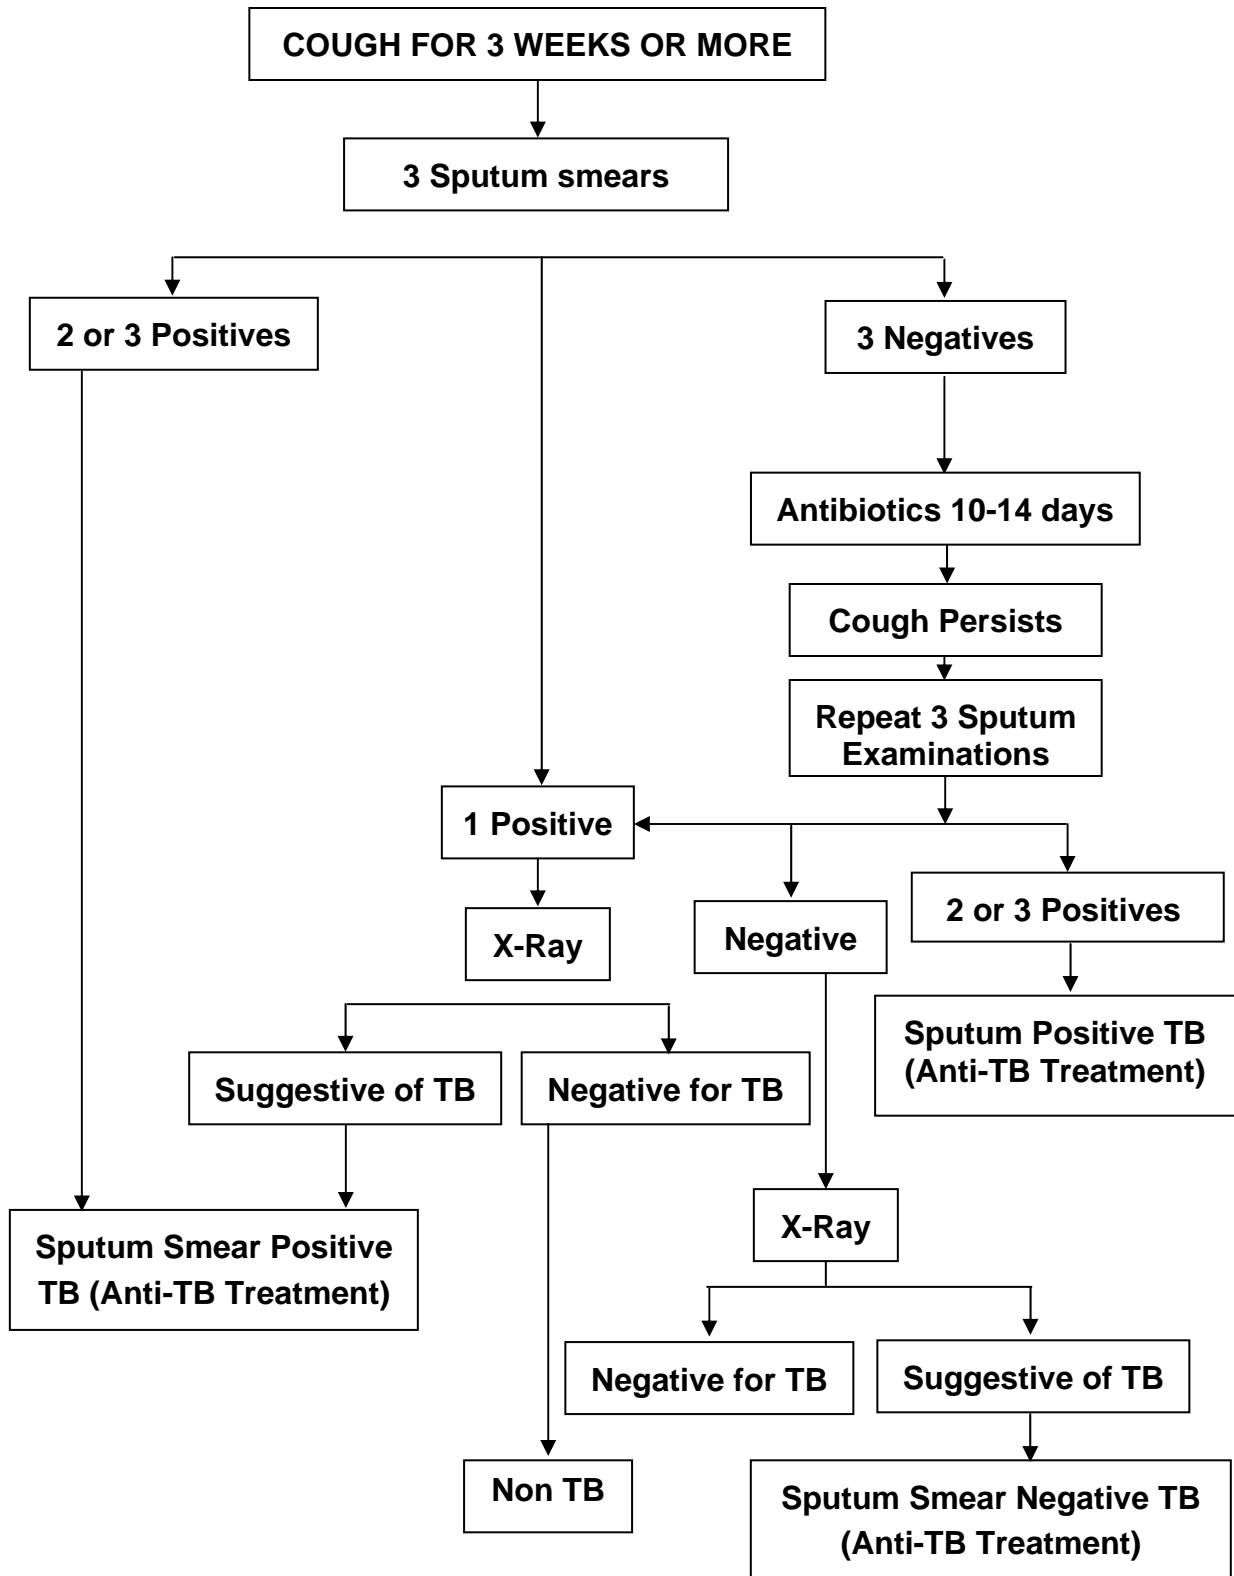 COUGH FOR 3 WEEKS OR MORE
3 Sputum smears
2 or 3 Positives
3 Negatives
Antibiotics 10-14 days
Cough Persists
Repeat 3 Sputum
Examinations
1 Positive
2 or 3 Positives
X-Ray
Negative
Sputum Positive TB
(Anti-TB Treatment)
Suggestive of TB
Negative for TB
X-Ray
Sputum Smear Positive
TB (Anti-TB Treatment)
Negative for TB
Suggestive of TB
Non TB
Sputum Smear Negative TB
(Anti-TB Treatment)